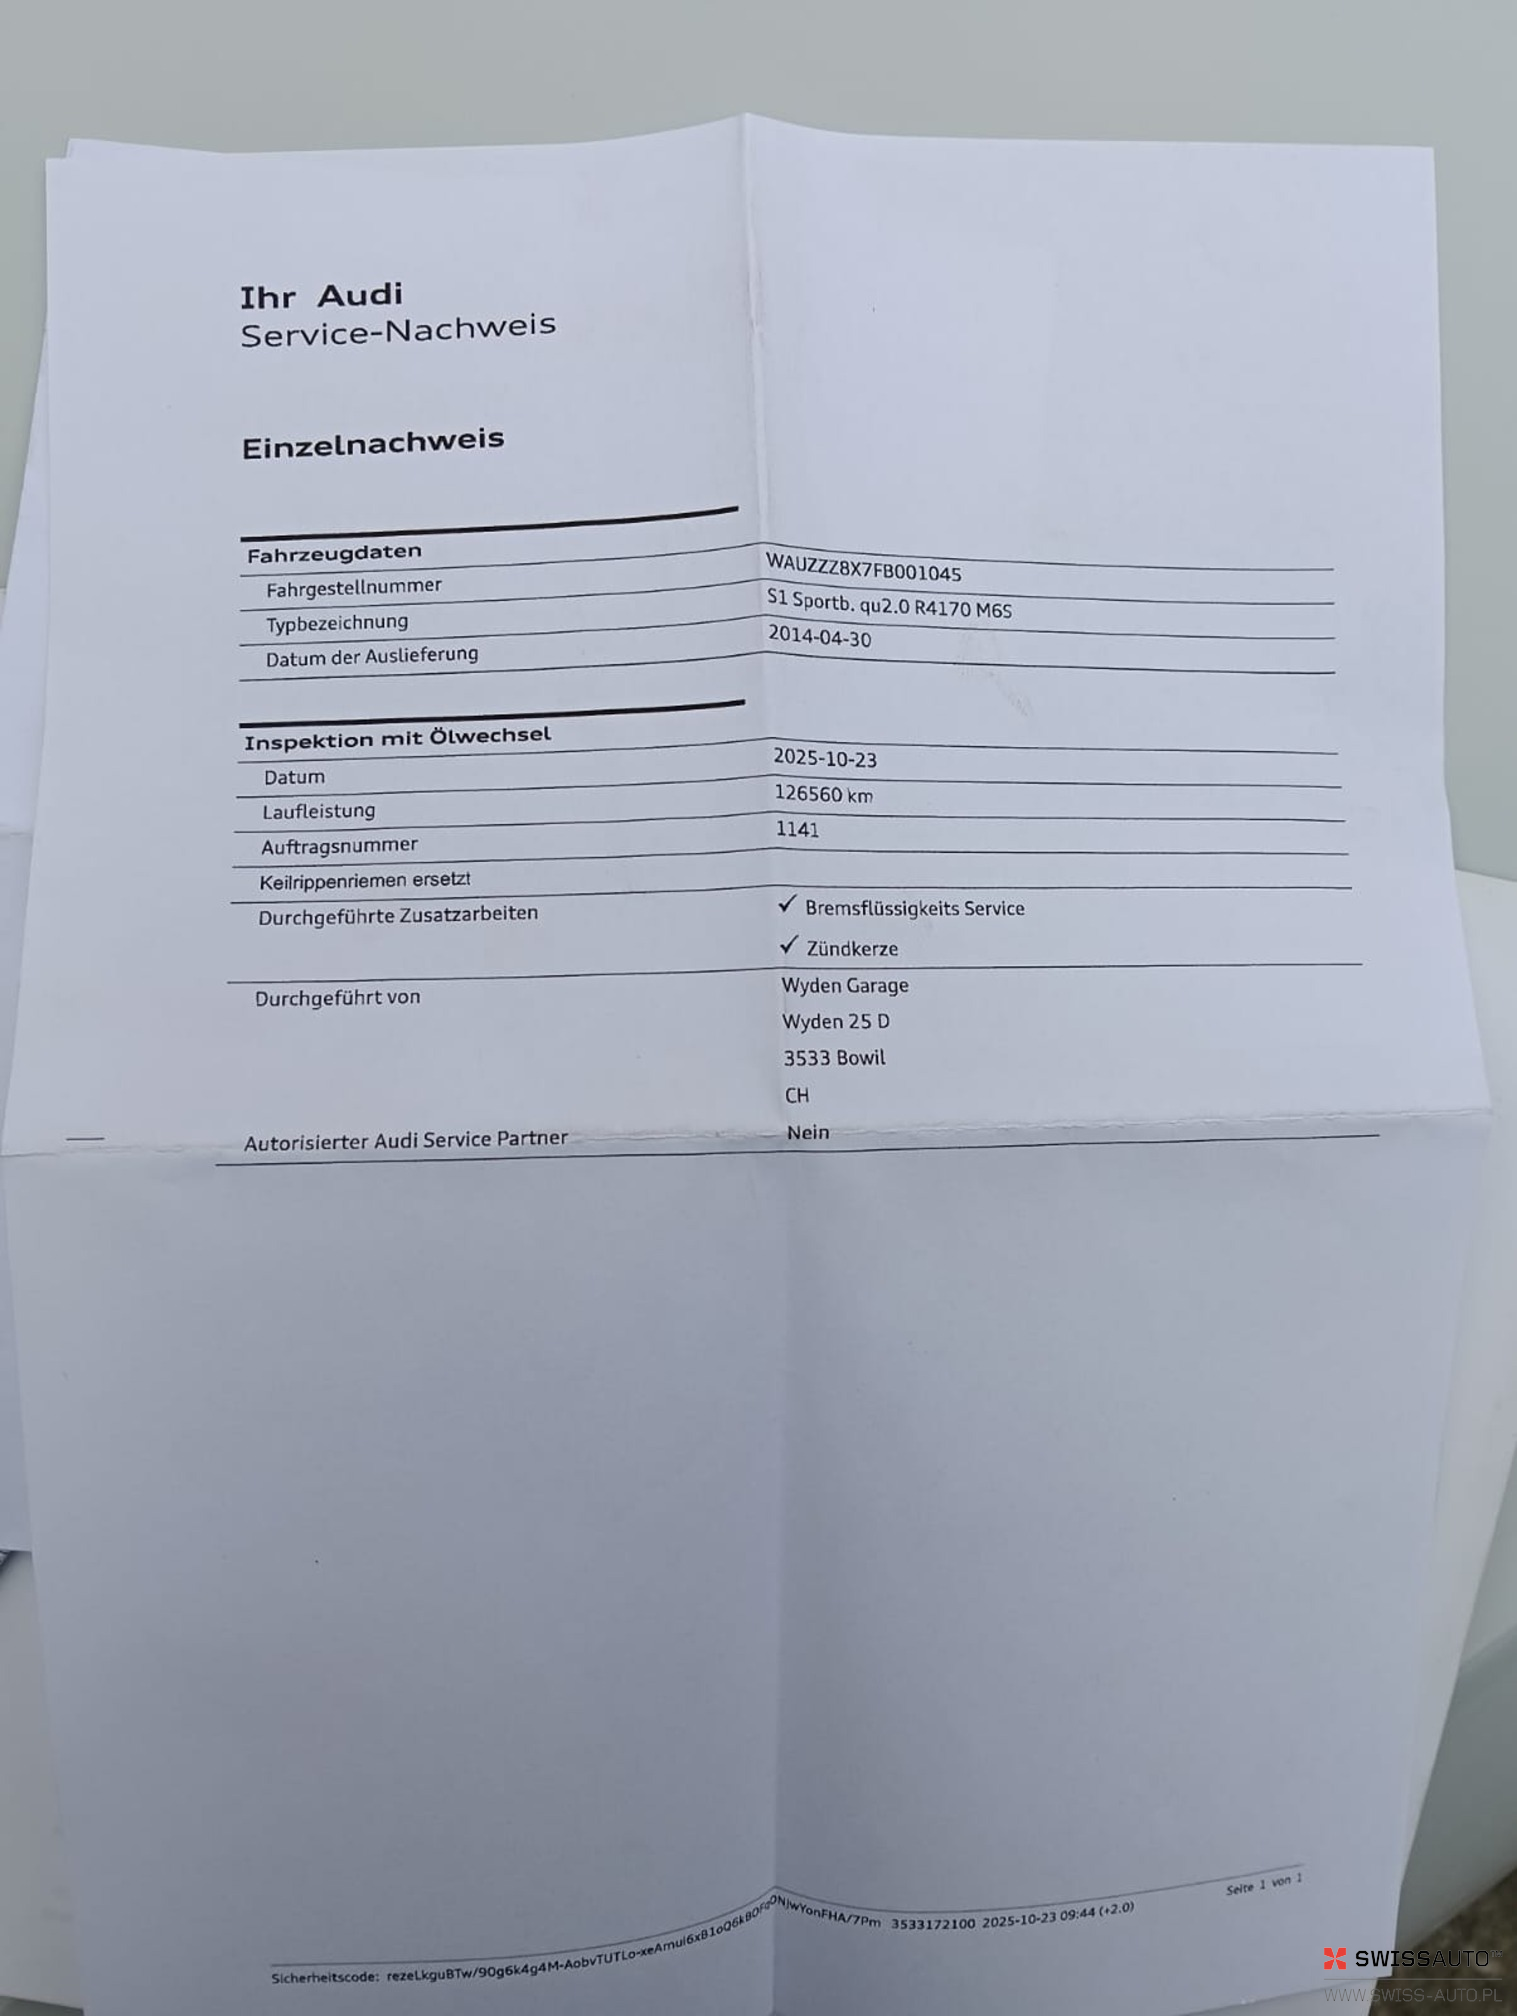 Ihr Audi
Service-Nachweis
Einzelnachweis
Fahrzeugdaten
Fahrgestellnummer WAUZZZ8X7FB001045
Typbezeichnung S1 Sportb. qu2.0 R4170 M6S
Datum der Auslieferung 2014-04-30
Inspektion mit Ölwechsel
Datum 2025-10-23
Laufleistung 126560 km
Auftragsnummer 1141
Keilrippenriemen ersetzt
Durchgeführte Zusatzarbeiten ✓ Bremsflüssigkeits Service
✓ Zündkerze
Durchgeführt von Wyden Garage
Wyden 25 D
3533 Bowil
CH
Autorisierter Audi Service Partner Nein
Seite 1 von 1
Sicherheitscode: 3533172100 2025-10-23 09:44 (+2.0)
SWISSAUTO
WWW.SWISS-AUTO.PL